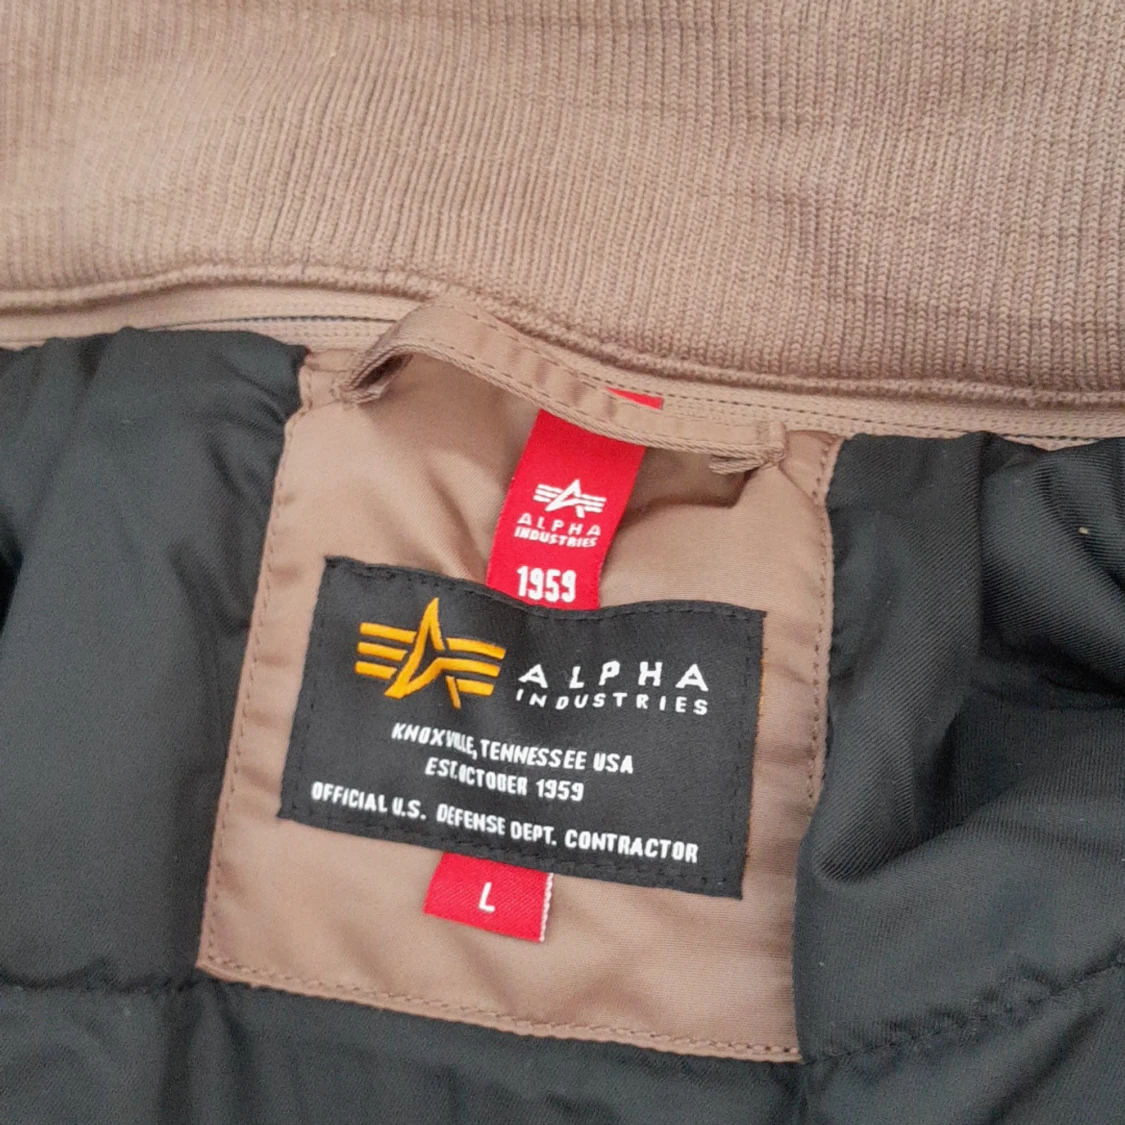 ALPHA
INDUSTRIES
1959
ALPHA
INDUSTRIES
KNOXVILLE, TENNESSEE USA
EST.OCTOBER 1959
OFFICIAL U.S. DEFENSE DEPT. CONTRACTOR
L